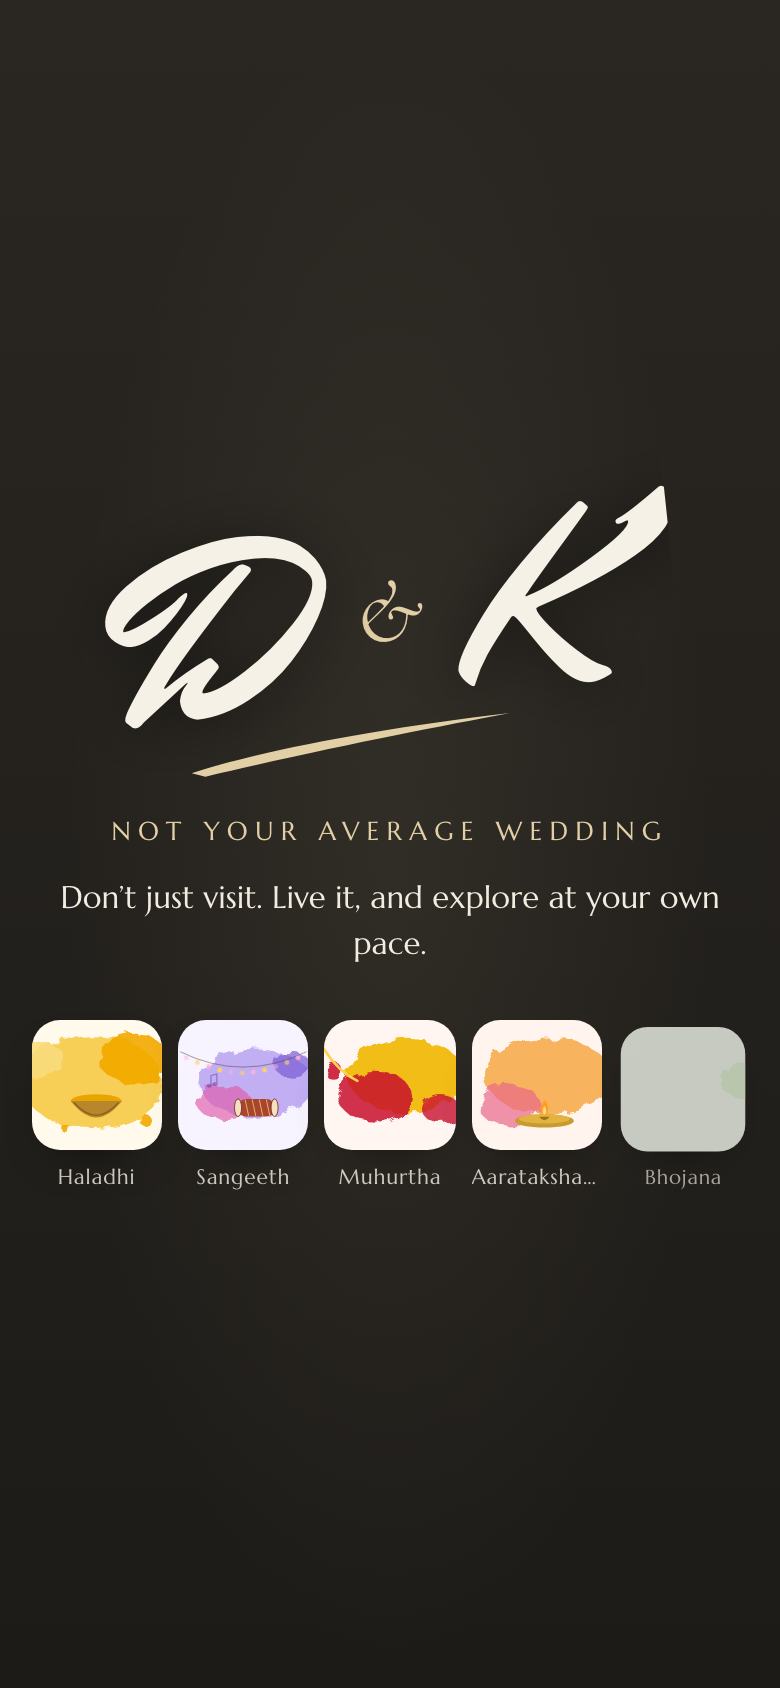 D & K
NOT YOUR AVERAGE WEDDING
Don’t just visit. Live it, and explore at your own
pace.
Haladhi Sangeeth Muhurtha Aarataksha... Bhojana